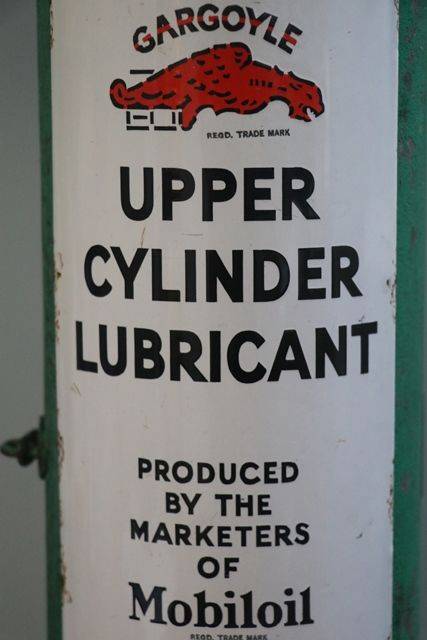 GARGOYLE
REGD. TRADE MARK
UPPER
CYLINDER
LUBRICANT
PRODUCED
BY THE
MARKETERS
OF
Mobiloil
REGD. TRADE MARK